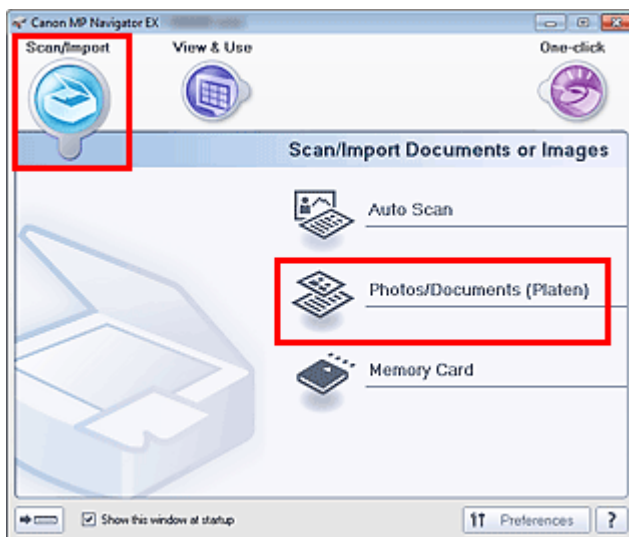 Canon MP Navigator EX
Scan/Import
View & Use
One-click
Scan/Import Documents or Images
Auto Scan
Photos/Documents (Platen)
Memory Card
Show this window at startup
Preferences
?